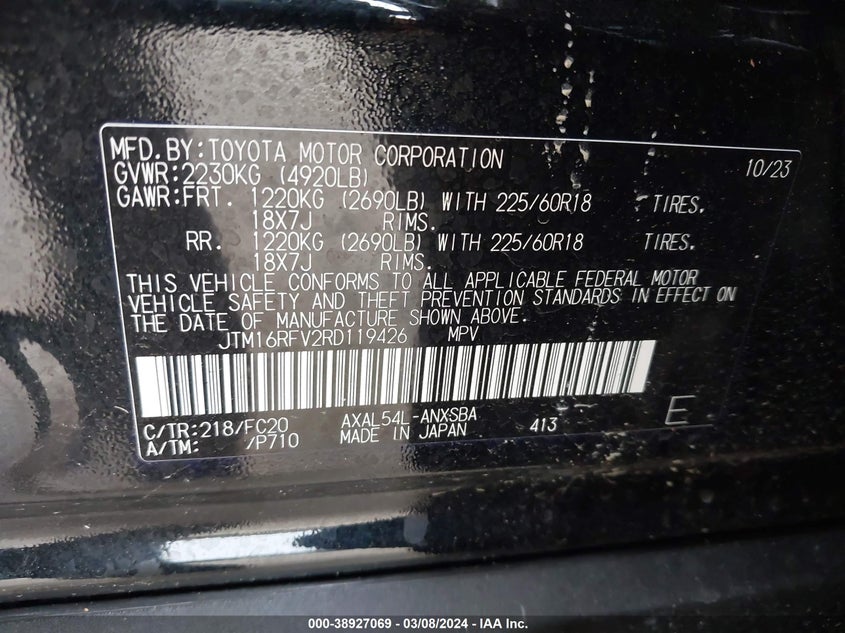 MFD.BY:TOYOTA MOTOR CORPORATION 10/23
GVWR:2230KG (4920LB)
GAWR:FRT. 1220KG (2690LB) WITH 225/60R18 TIRES.
18X7J RIMS.
RR. 1220KG (2690LB) WITH 225/60R18 TIRES.
18X7J RIMS.
THIS VEHICLE CONFORMS TO ALL APPLICABLE FEDERAL MOTOR
VEHICLE SAFETY AND THEFT PREVENTION STANDARDS IN EFFECT ON
THE DATE OF MANUFACTURE SHOWN ABOVE.
JTM16RFV2RD119426 MPV
C/TR:218/FC20 AXAL54L-ANXSBA E
A/TM: /P710 MADE IN JAPAN 413
000-38927069 - 03/08/2024 - IAA Inc.